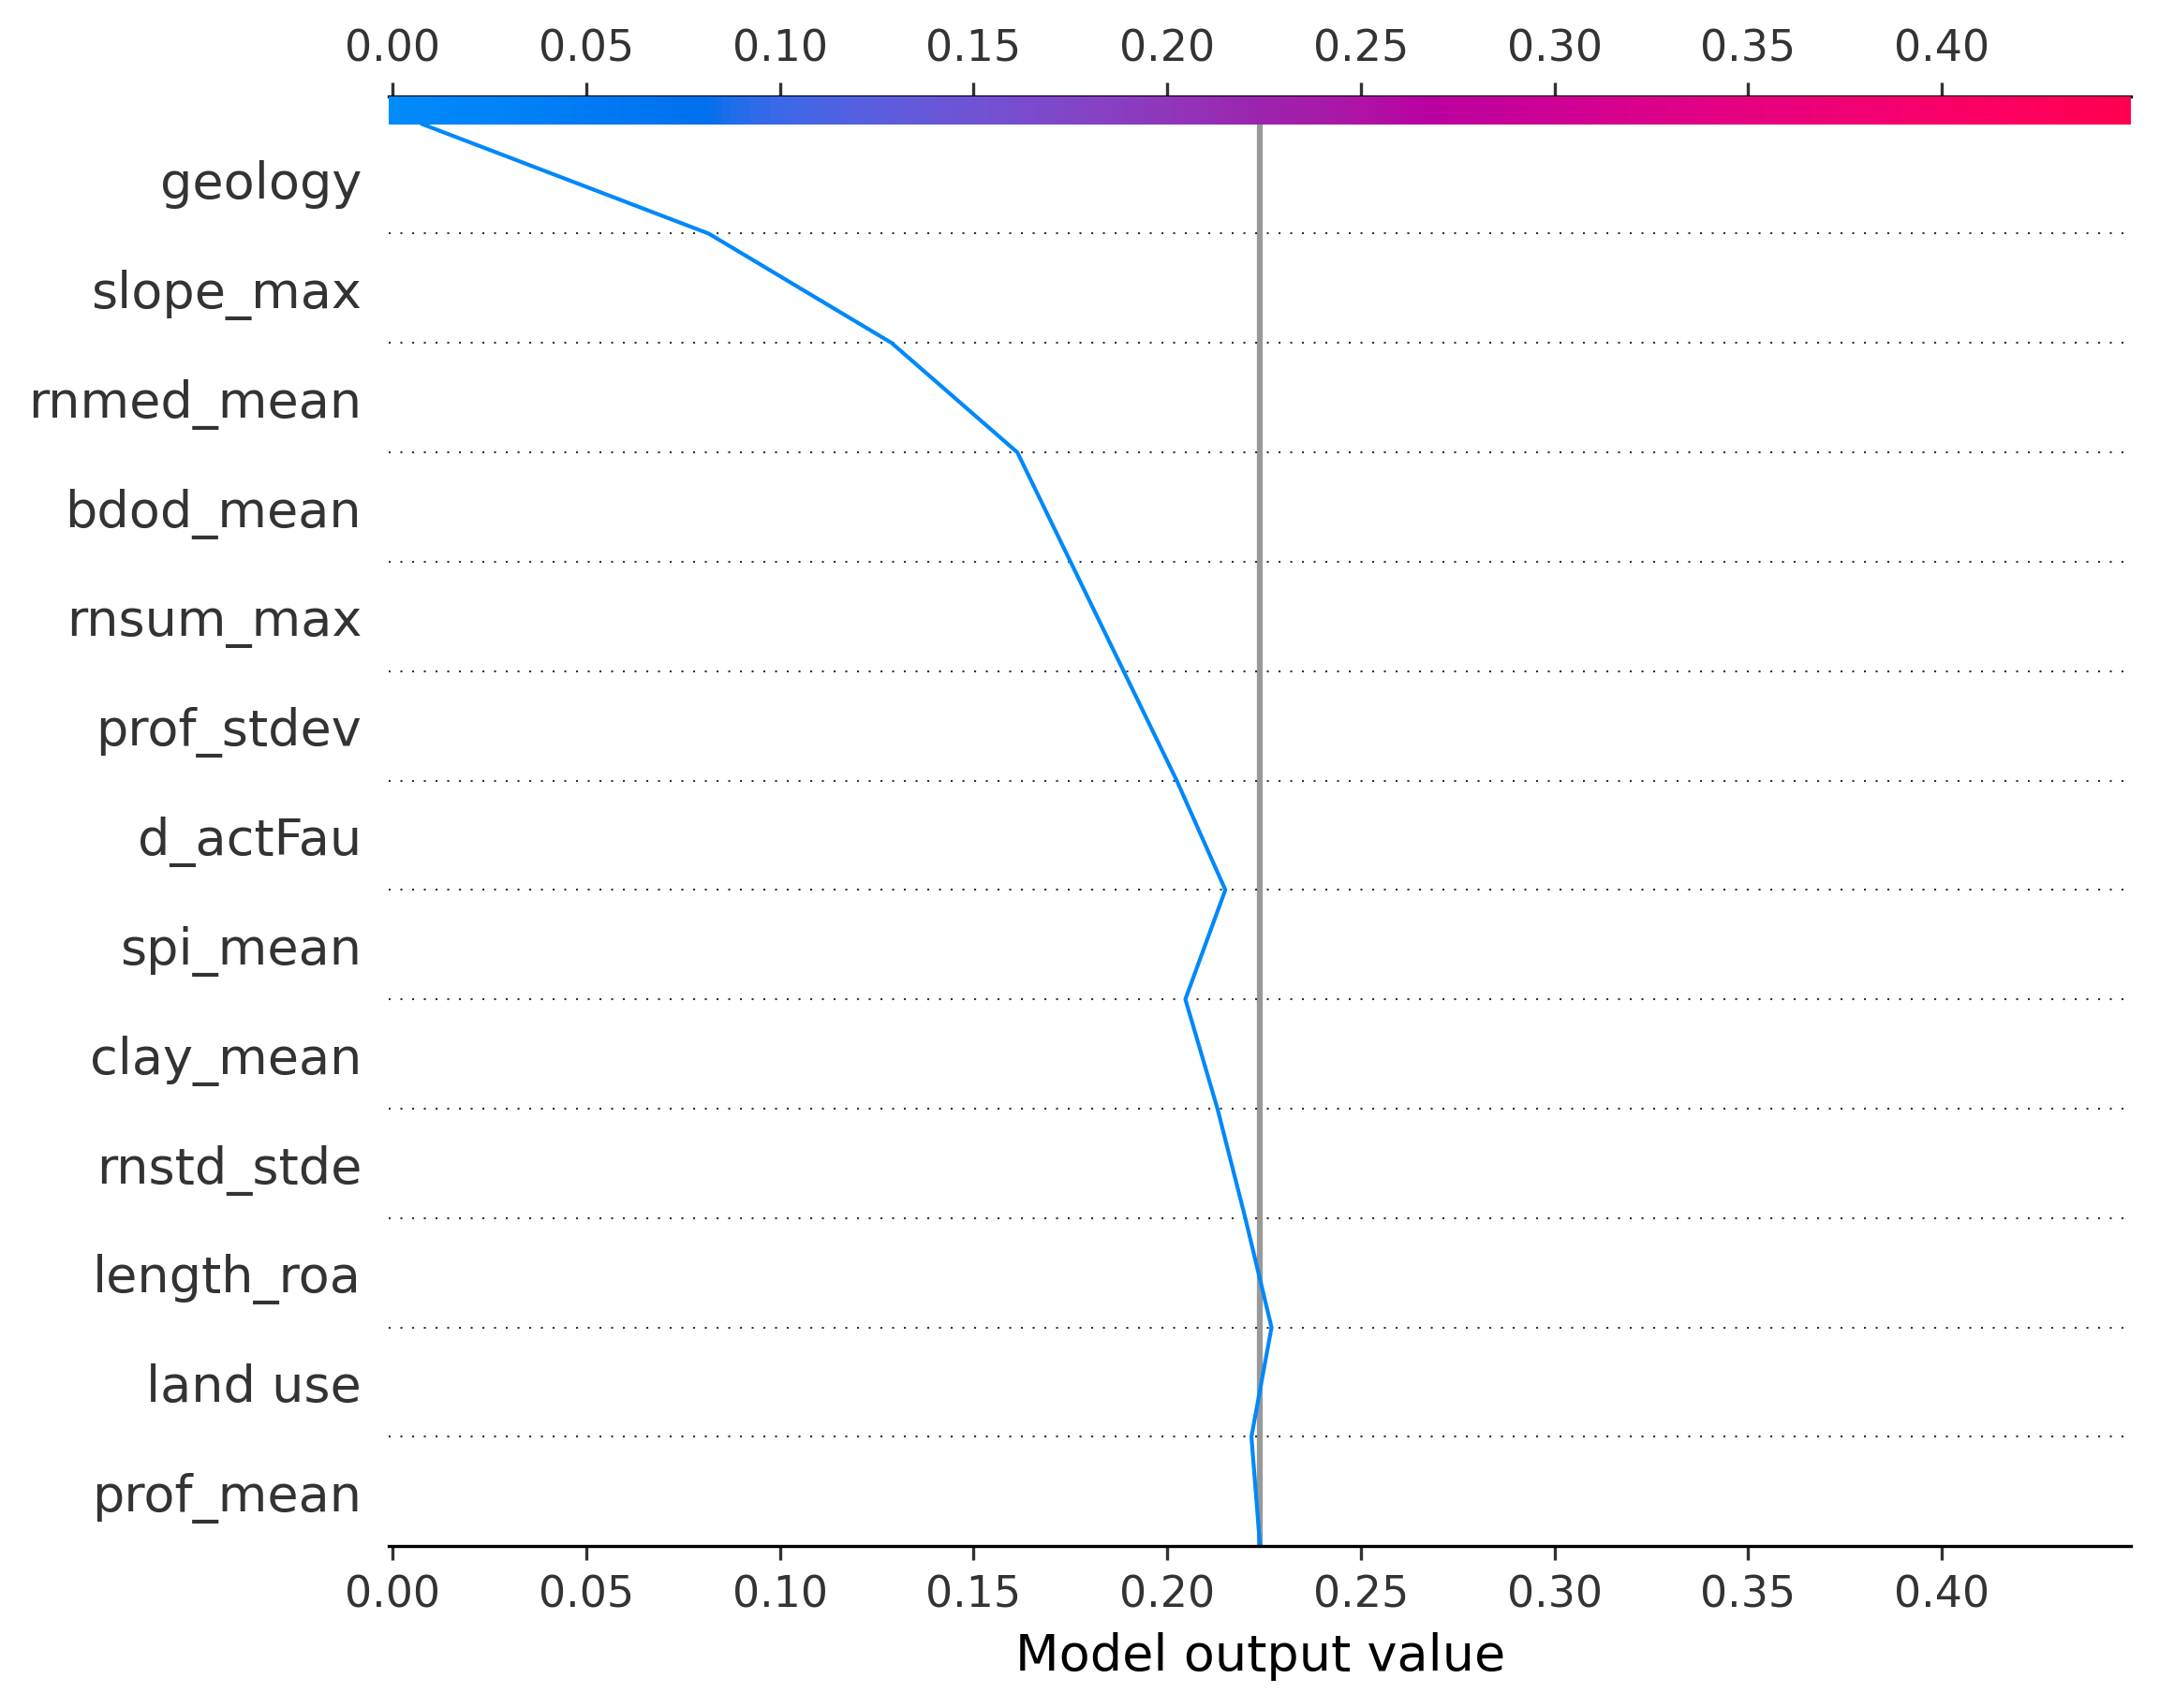 0.00 0.05 0.10 0.15 0.20 0.25 0.30 0.35 0.40
geology
slope_max
rnmed_mean
bdod_mean
rnsum_max
prof_stdev
d_actFau
spi_mean
clay_mean
rnstd_stde
length_roa
land use
prof_mean
0.00 0.05 0.10 0.15 0.20 0.25 0.30 0.35 0.40
Model output value